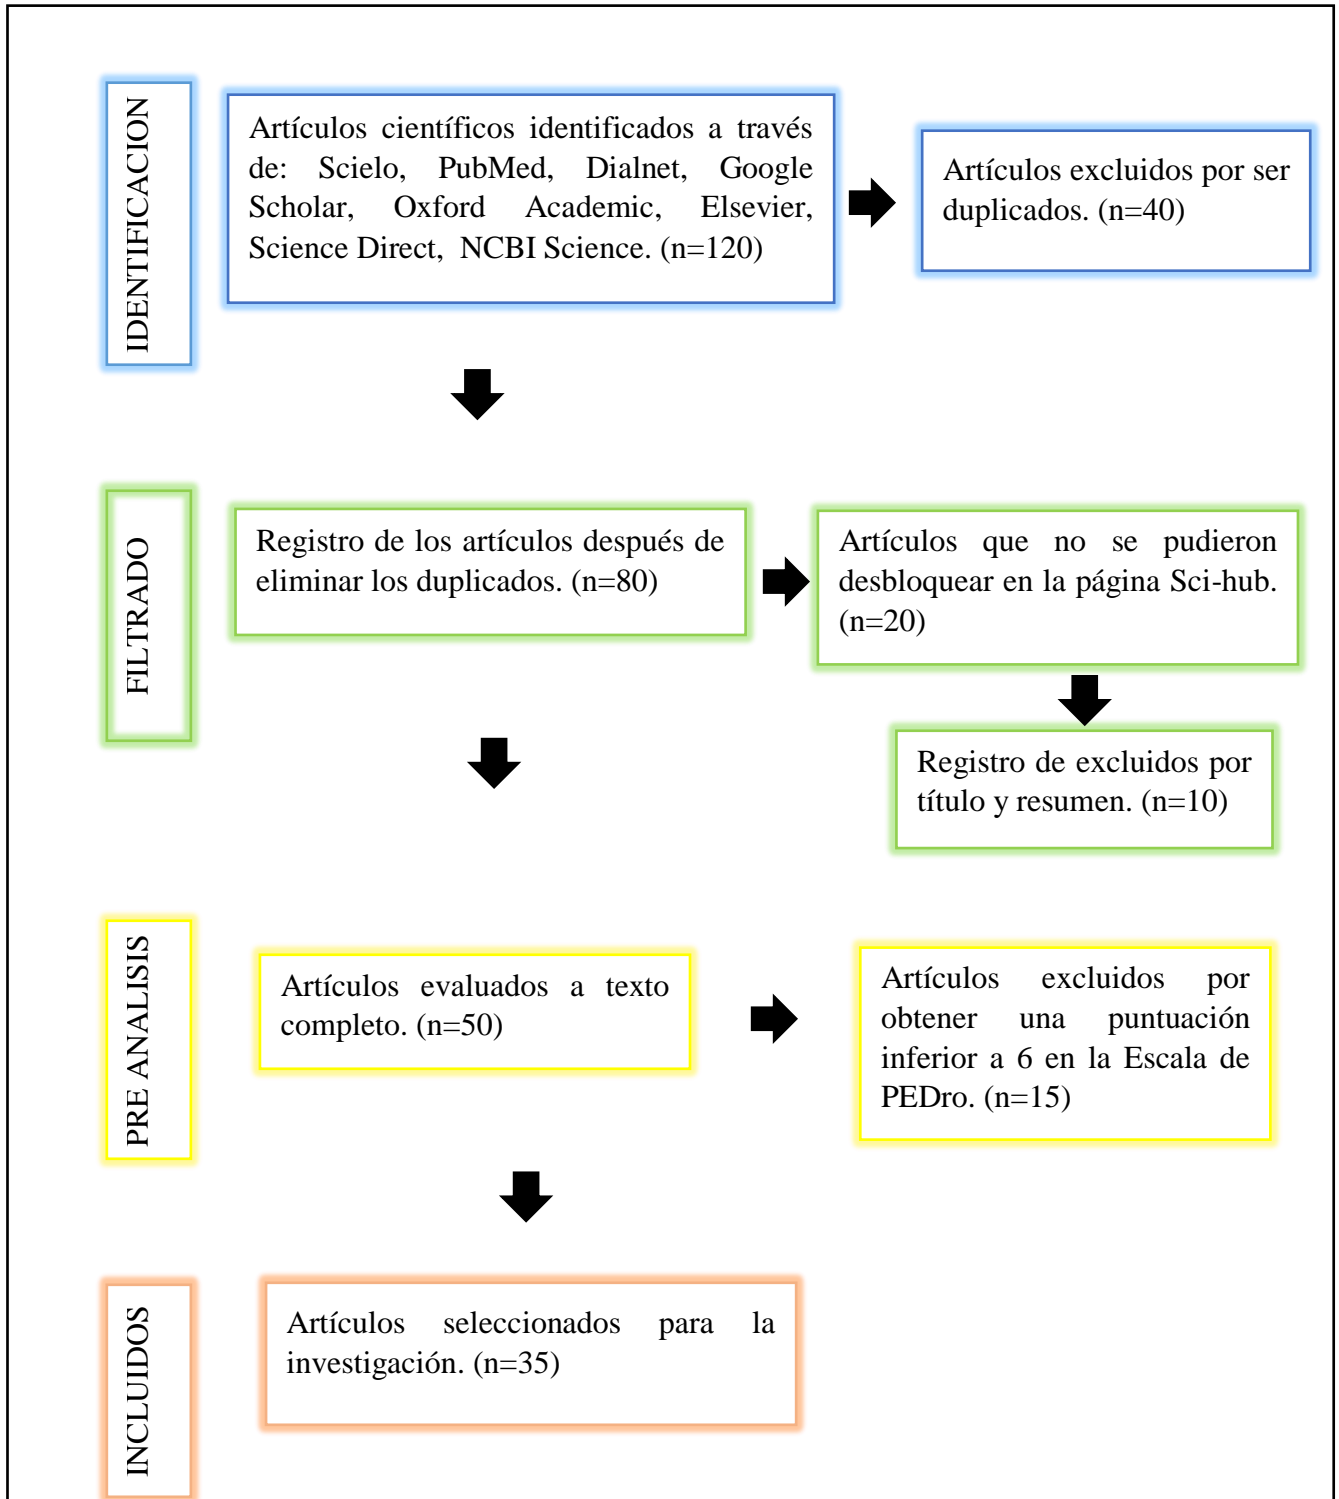 IDENTIFICACION
Artículos científicos identificados a través
de: Scielo, PubMed, Dialnet, Google
Scholar, Oxford Academic, Elsevier,
Science Direct, NCBI Science. (n=120)
Artículos excluidos por ser
duplicados. (n=40)
FILTRADO
Registro de los artículos después de
eliminar los duplicados. (n=80)
Artículos que no se pudieron
desbloquear en la página Sci-hub.
(n=20)
Registro de excluidos por
título y resumen. (n=10)
PRE ANALISIS
Artículos evaluados a texto
completo. (n=50)
Artículos excluidos por
obtener una puntuación
inferior a 6 en la Escala de
PEDro. (n=15)
INCLUIDOS
Artículos seleccionados para la
investigación. (n=35)